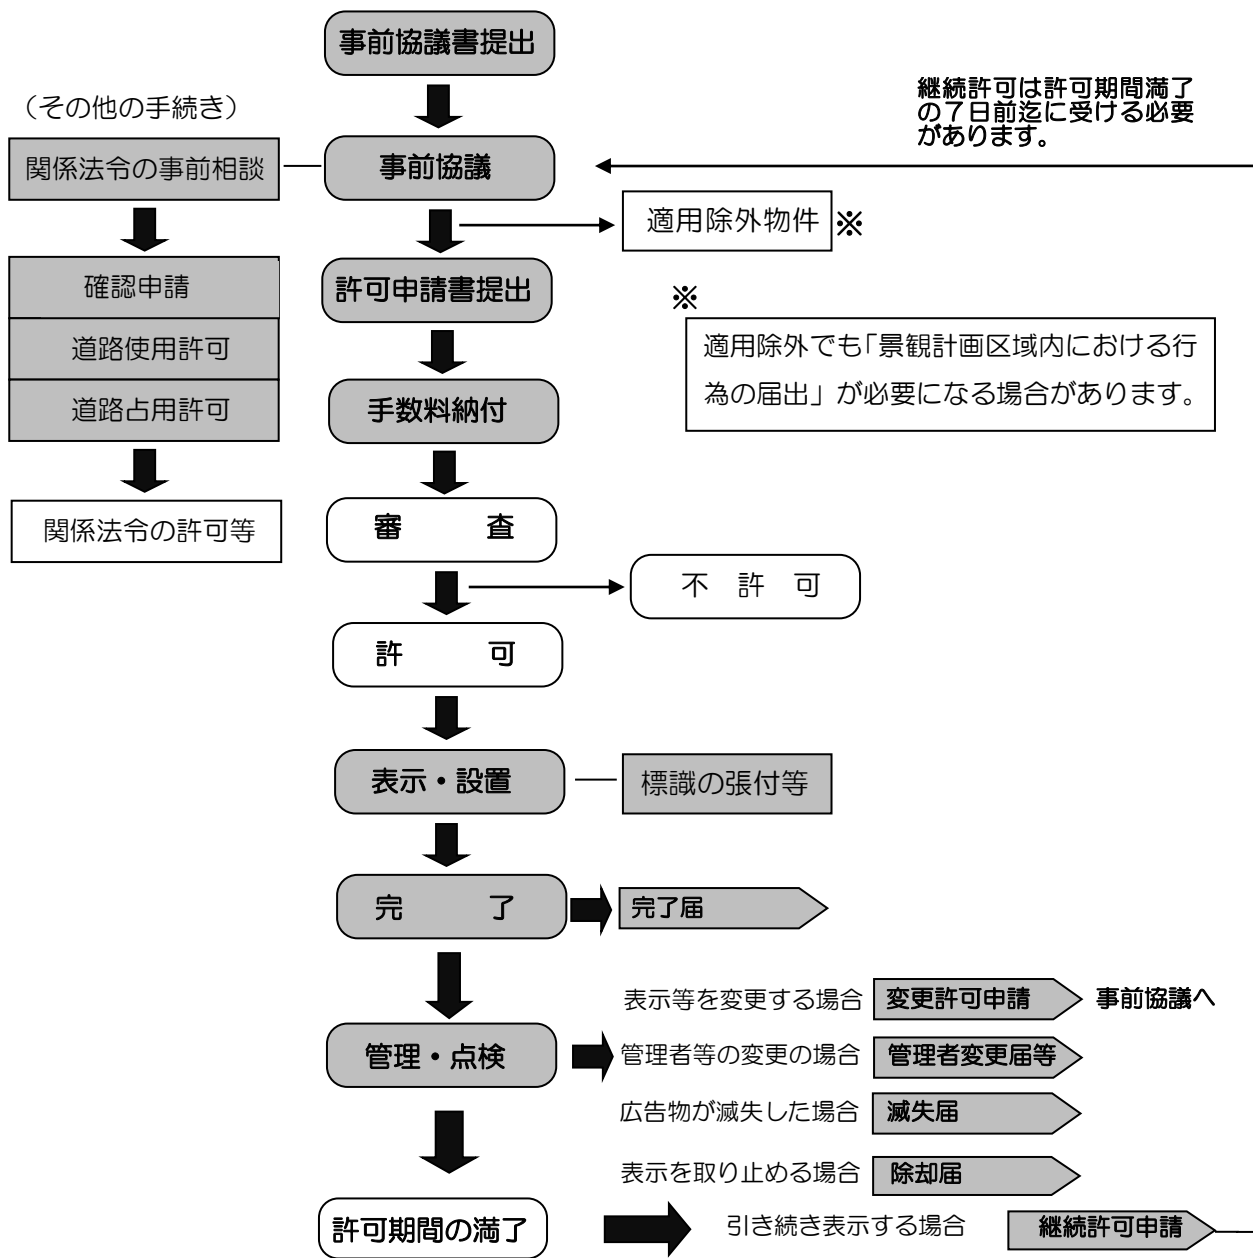 事前協議書提出
継続許可は許可期間満了
の7日前迄に受ける必要
があります。
（その他の手続き）
関係法令の事前相談
事前協議
適用除外物件
※
確認申請
道路使用許可
道路占用許可
許可申請書提出
※
適用除外でも「景観計画区域内における行
為の届出」が必要になる場合があります。
手数料納付
関係法令の許可等
審　　　査
不　許　可
許　　　可
表示・設置
標識の張付等
完　　　了
完了届
管理・点検
表示等を変更する場合
変更許可申請
事前協議へ
管理者等の変更の場合
管理者変更届等
広告物が滅失した場合
滅失届
表示を取り止める場合
除却届
許可期間の満了
引き続き表示する場合
継続許可申請